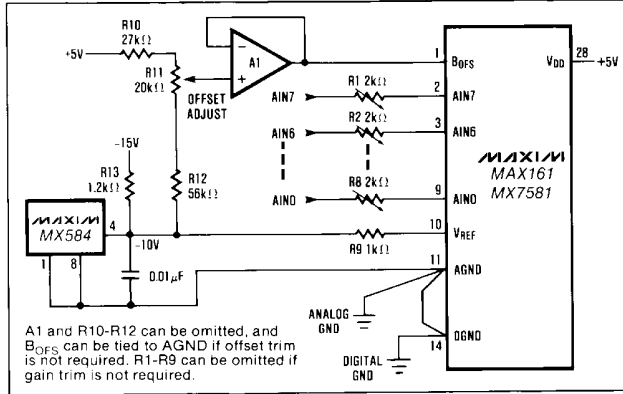 R10
27kΩ
+5V
R11
20kΩ
OFFSET
ADJUST
−
+
A1
1
BOFS
VDD
28
+5V
R1 2kΩ
AIN7
2
AIN7
R2 2kΩ
AIN6
3
AIN6
−15V
R13
1.2kΩ
R12
56kΩ
R8 2kΩ
AIN0
9
AIN0
MAXIM
MAX161
MX7581
MAXIM
MX584
4
−10V
R9 1kΩ
10
VREF
1
8
0.01µF
11
AGND
ANALOG
GND
DGND
14
DIGITAL
GND
A1 and R10-R12 can be omitted, and
BOFS can be tied to AGND if offset trim
is not required. R1-R9 can be omitted if
gain trim is not required.